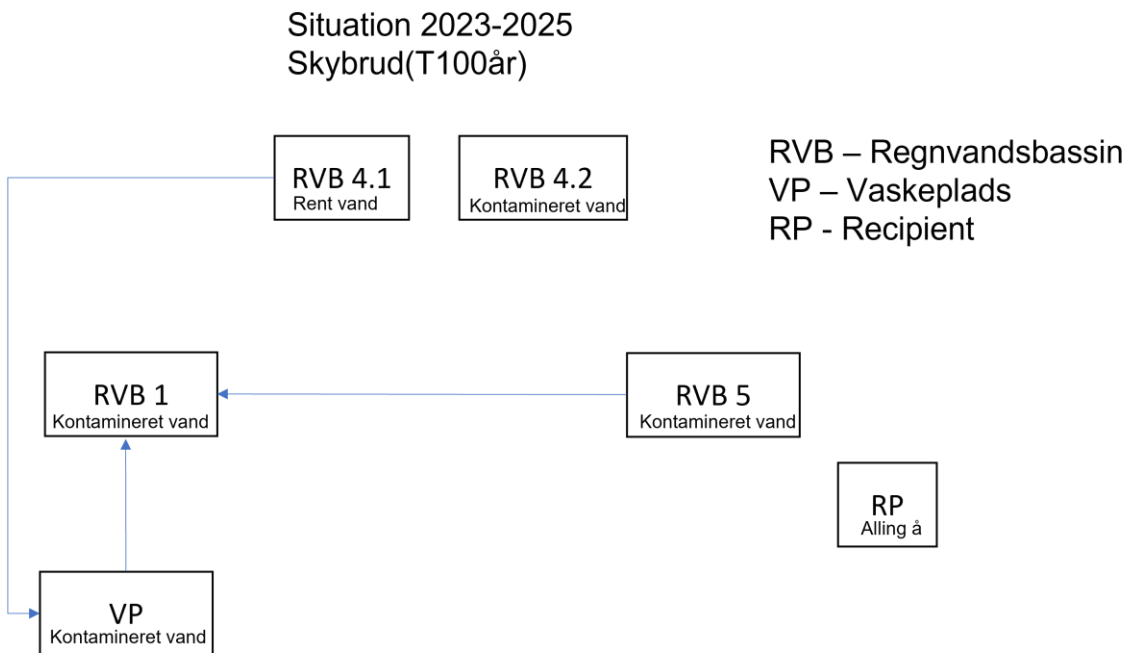 Situation 2023-2025
Skybrud(T100år)
RVB 4.1
Rent vand
RVB 4.2
Kontamineret vand
RVB – Regnvandsbassin
VP – Vaskeplads
RP - Recipient
RVB 1
Kontamineret vand
RVB 5
Kontamineret vand
RP
Alling å
VP
Kontamineret vand